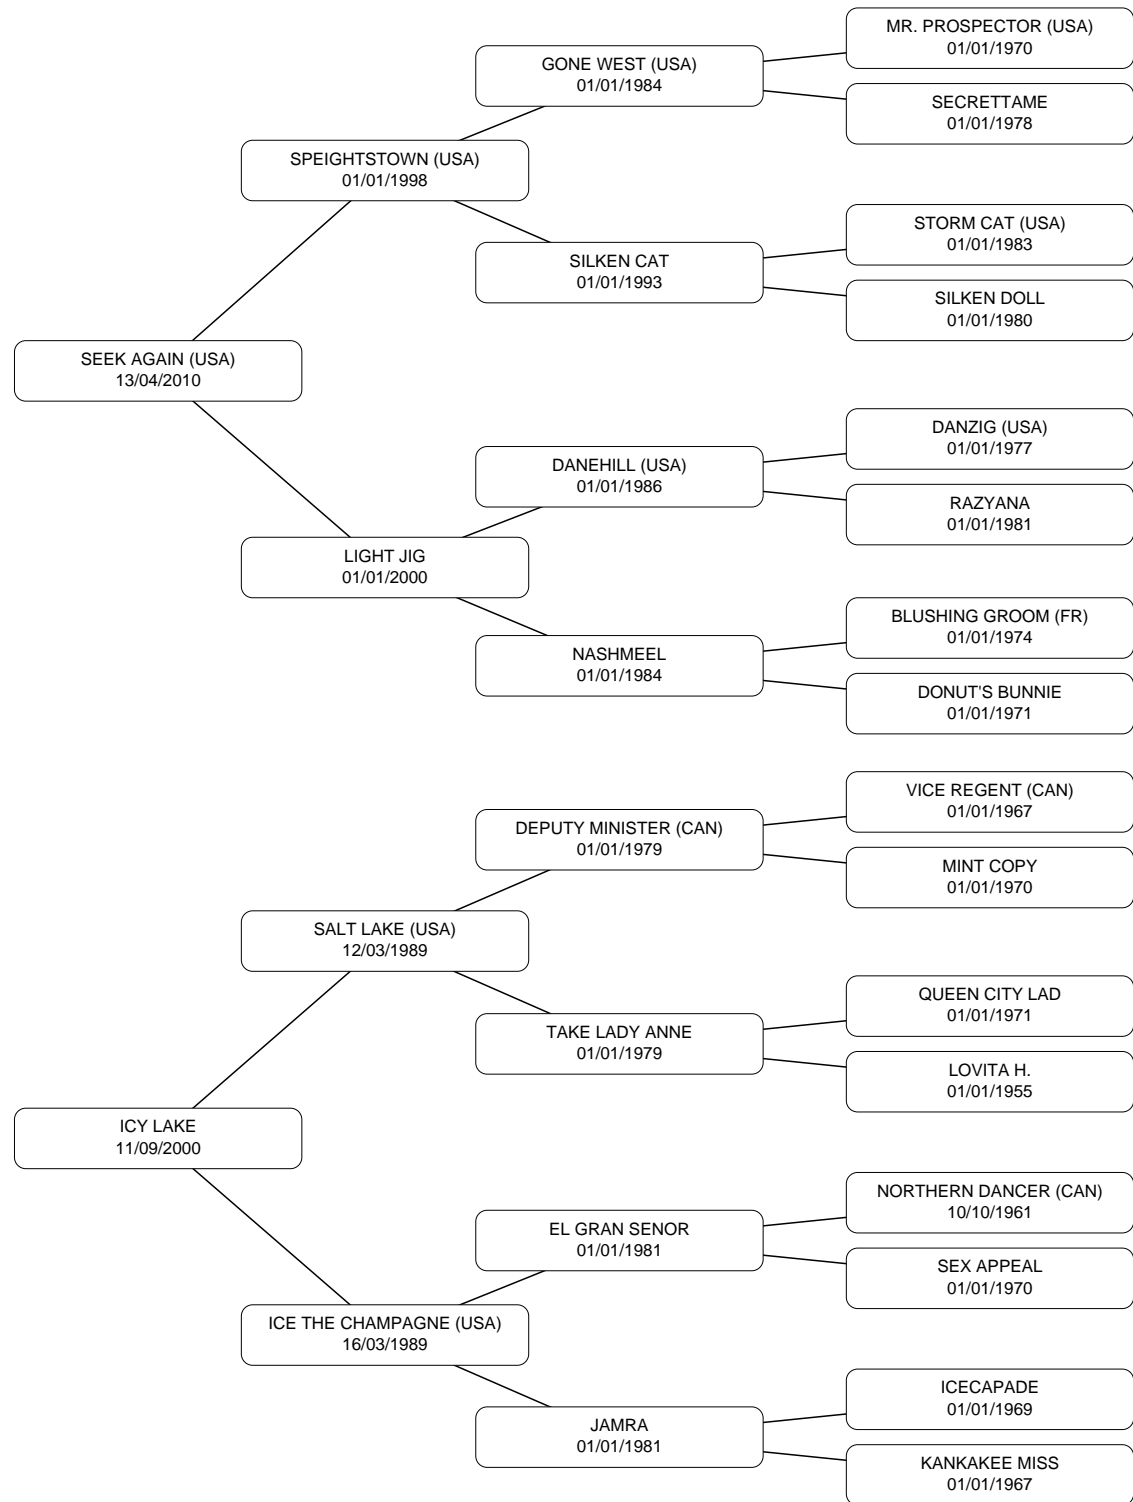 MR. PROSPECTOR (USA)
01/01/1970
GONE WEST (USA)
01/01/1984
SECRETTAME
01/01/1978
SPEIGHTSTOWN (USA)
01/01/1998
STORM CAT (USA)
01/01/1983
SILKEN CAT
01/01/1993
SILKEN DOLL
01/01/1980
SEEK AGAIN (USA)
13/04/2010
DANZIG (USA)
01/01/1977
DANEHILL (USA)
01/01/1986
RAZYANA
01/01/1981
LIGHT JIG
01/01/2000
BLUSHING GROOM (FR)
01/01/1974
NASHMEEL
01/01/1984
DONUT'S BUNNIE
01/01/1971
VICE REGENT (CAN)
01/01/1967
DEPUTY MINISTER (CAN)
01/01/1979
MINT COPY
01/01/1970
SALT LAKE (USA)
12/03/1989
QUEEN CITY LAD
01/01/1971
TAKE LADY ANNE
01/01/1979
LOVITA H.
01/01/1955
ICY LAKE
11/09/2000
NORTHERN DANCER (CAN)
10/10/1961
EL GRAN SENOR
01/01/1981
SEX APPEAL
01/01/1970
ICE THE CHAMPAGNE (USA)
16/03/1989
ICECAPADE
01/01/1969
JAMRA
01/01/1981
KANKAKEE MISS
01/01/1967